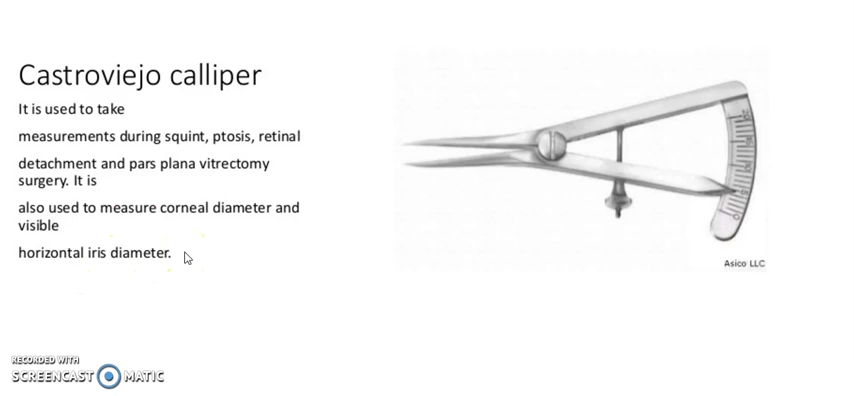 Castroviejo calliper
It is used to take
measurements during squint, ptosis, retinal
detachment and pars plana vitrectomy
surgery. It is
also used to measure corneal diameter and
visible
horizontal iris diameter.
Asico LLC
RECORDED WITH
SCREENCAST MATIC